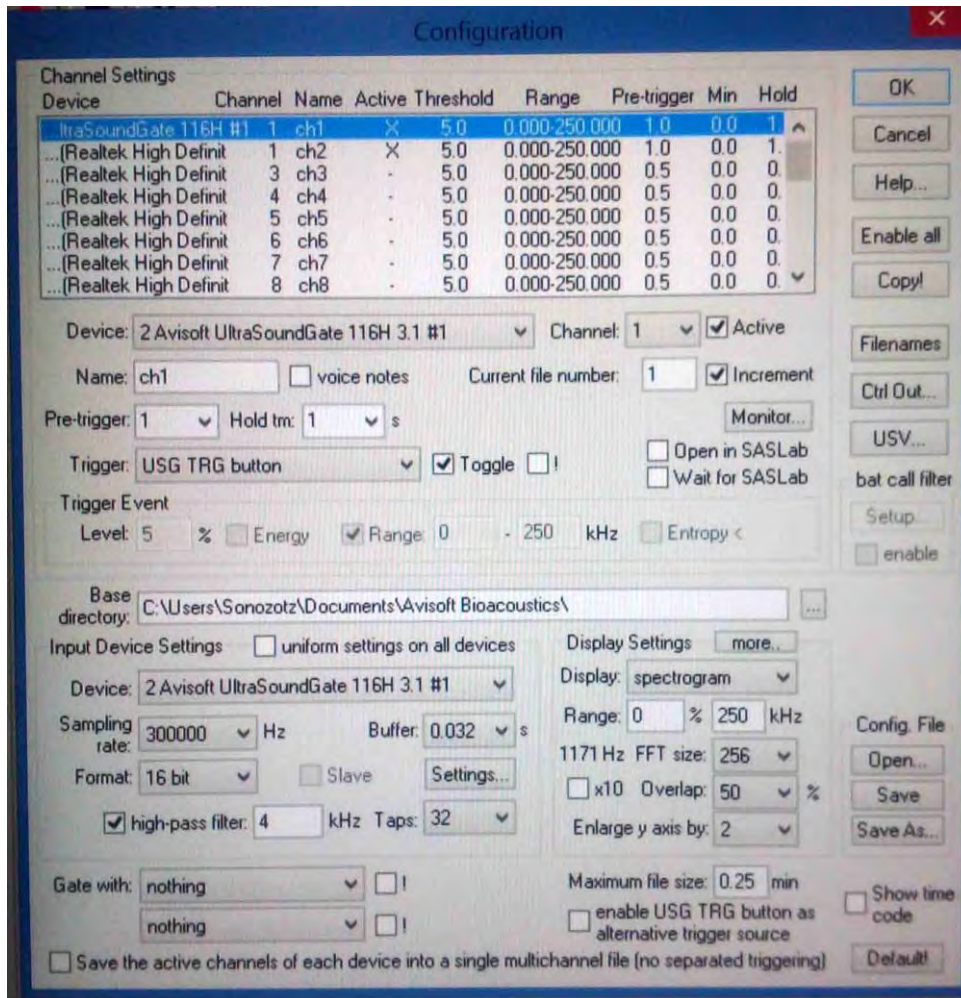 Configuration
Channel Settings
Device Channel Name Active Threshold Range Pre-trigger Min Hold
...ltraSoundGate 116H #1 1 ch1 X 5.0 0.000-250.000 1.0 0.0 1.
...(Realtek High Definit 1 ch2 X 5.0 0.000-250.000 1.0 0.0 1.
...(Realtek High Definit 3 ch3 - 5.0 0.000-250.000 0.5 0.0 0.
...(Realtek High Definit 4 ch4 - 5.0 0.000-250.000 0.5 0.0 0.
...(Realtek High Definit 5 ch5 - 5.0 0.000-250.000 0.5 0.0 0.
...(Realtek High Definit 6 ch6 - 5.0 0.000-250.000 0.5 0.0 0.
...(Realtek High Definit 7 ch7 - 5.0 0.000-250.000 0.5 0.0 0.
...(Realtek High Definit 8 ch8 - 5.0 0.000-250.000 0.5 0.0 0.
OK
Cancel
Help...
Enable all
Copy!
Device: 2 Avisoft UltraSoundGate 116H 3.1 #1 Channel: 1 Active
Name: ch1 voice notes Current file number: 1 Increment
Pre-trigger: 1 Hold tm: 1 s Monitor...
Trigger: USG TRG button Toggle ! Open in SASLab
Wait for SASLab
Filenames
Ctrl Out...
USV...
bat call filter
Setup...
enable
Trigger Event
Level: 5 % Energy Range: 0 - 250 kHz Entropy <
Base directory: C:\Users\Sonozotz\Documents\Avisoft Bioacoustics\ ...
Input Device Settings uniform settings on all devices
Device: 2 Avisoft UltraSoundGate 116H 3.1 #1
Sampling rate: 300000 Hz Buffer: 0.032 s
Format: 16 bit Slave Settings...
high-pass filter: 4 kHz Taps: 32
Display Settings more...
Display: spectrogram
Range: 0 % 250 kHz
1171 Hz FFT size: 256
x10 Overlap: 50 %
Enlarge y axis by: 2
Config. File
Open...
Save
Save As...
Gate with: nothing !
nothing !
Maximum file size: 0.25 min
enable USG TRG button as
alternative trigger source
Show time
code
Save the active channels of each device into a single multichannel file (no separated triggering)
Default!